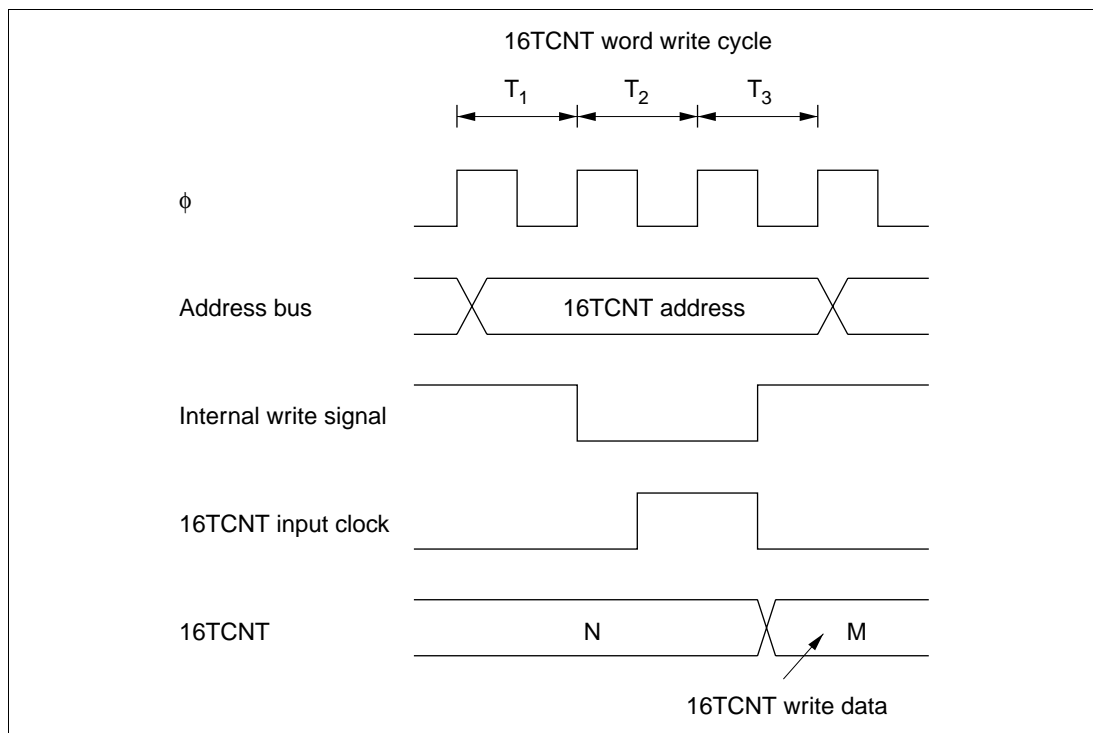 16TCNT word write cycle
T1 T2 T3
φ
Address bus 16TCNT address
Internal write signal
16TCNT input clock
16TCNT N M
16TCNT write data